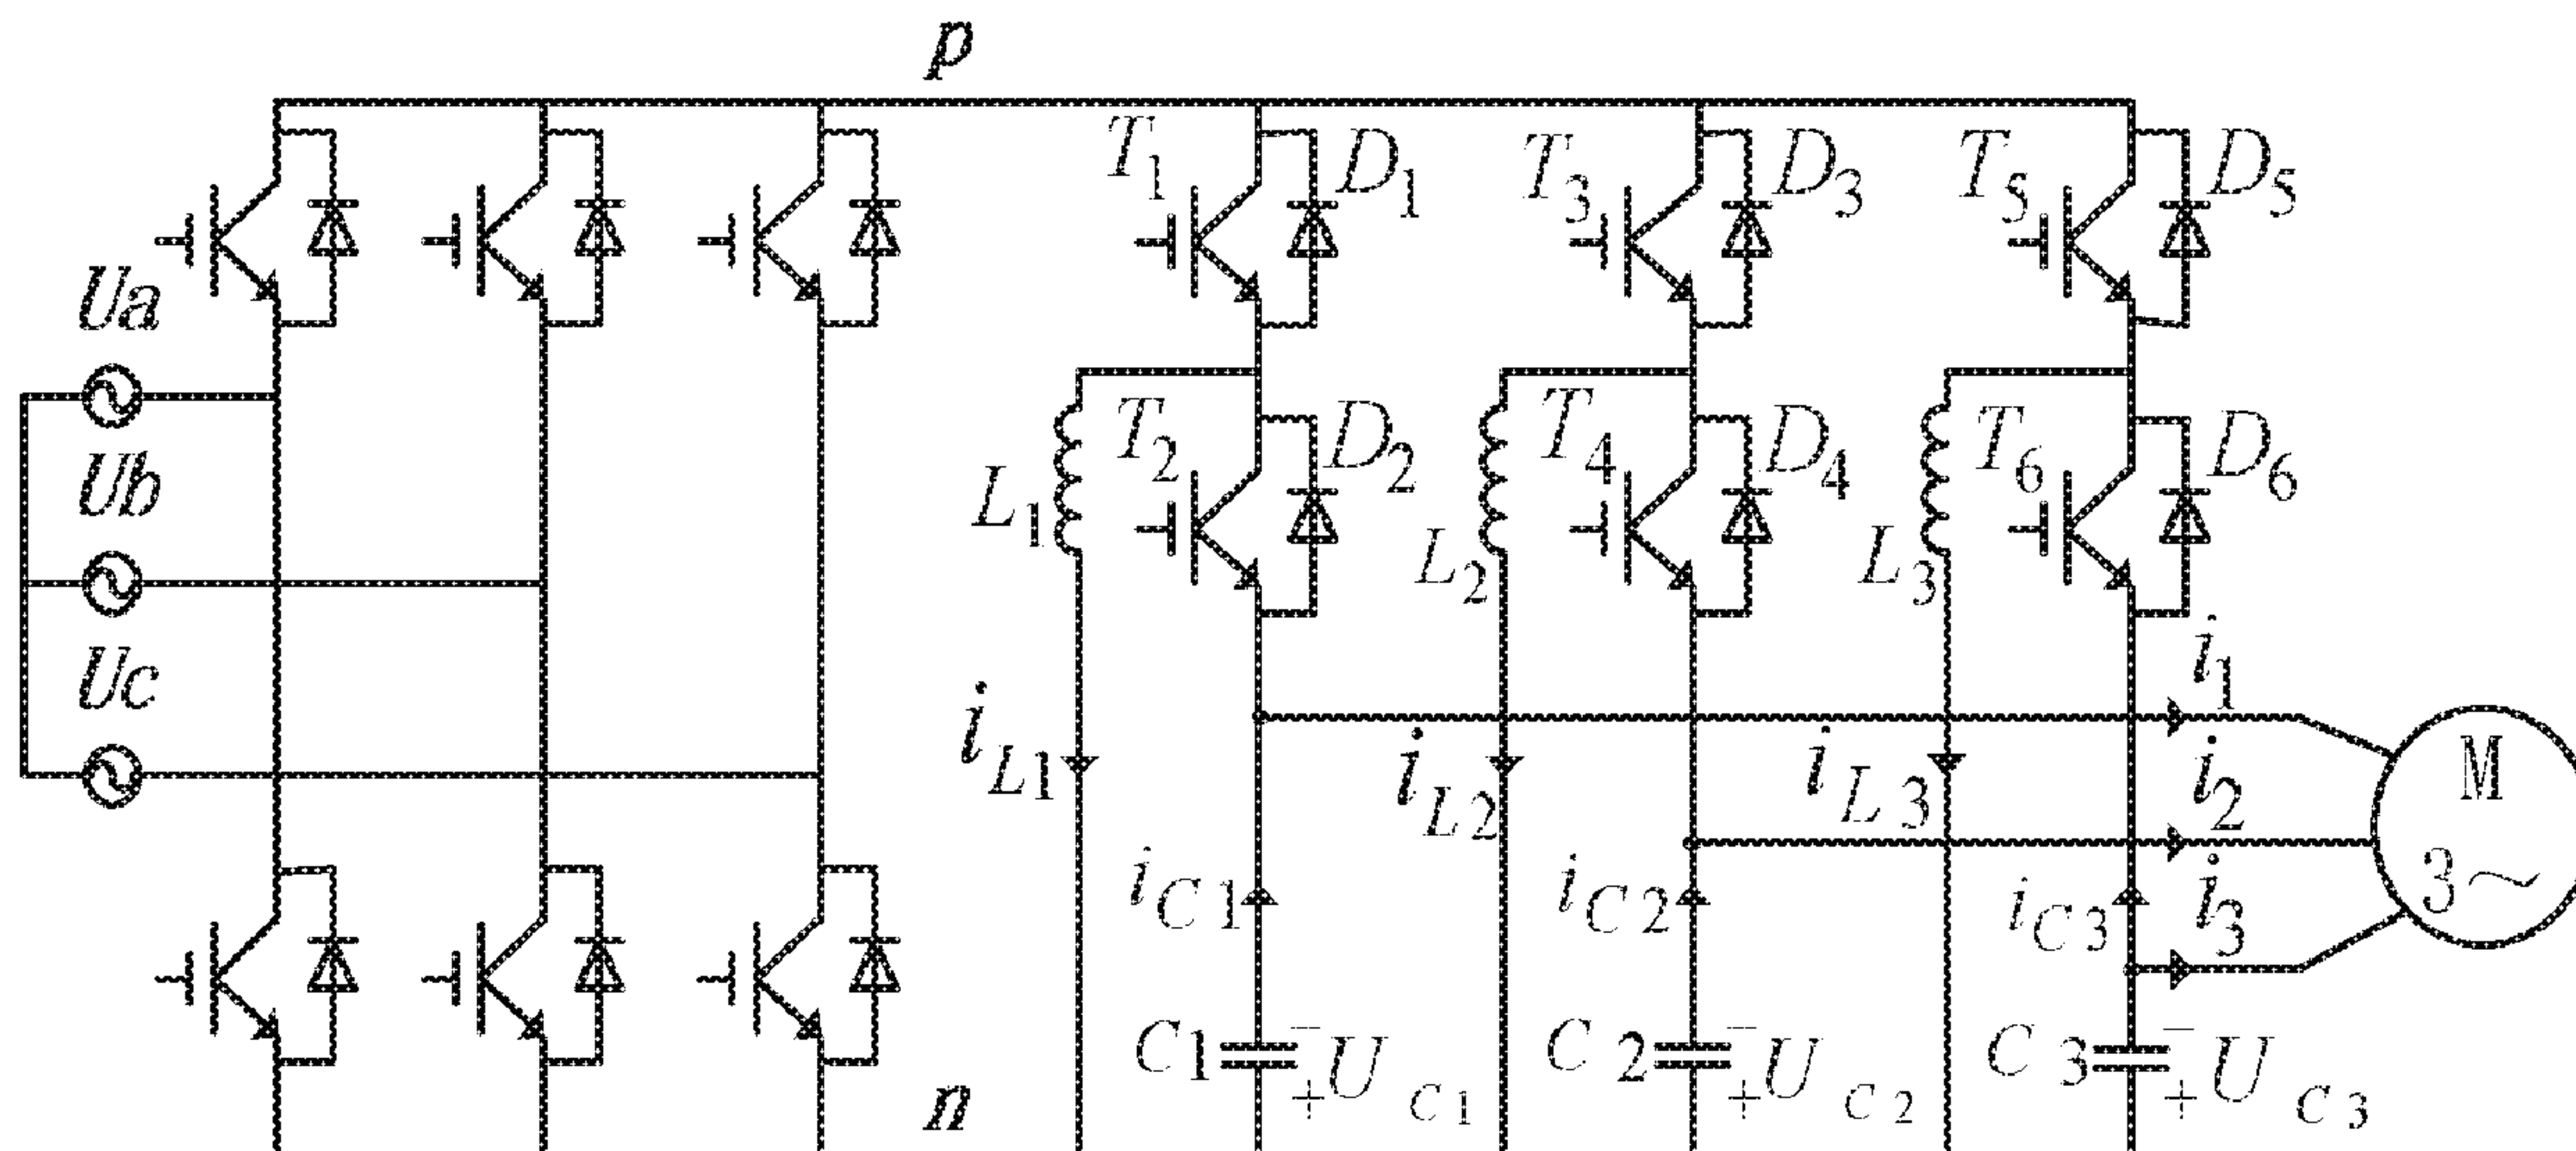 p
T1 D1 T3 D3 T5 D5
Ua
T2 D2 T4 D4 T6 D6
Ub
L1 L2 L3
Uc
i1
iL1 iL2 iL3 i2 M
iC1 iC2 iC3 i3 3~
C1 - C2 - C3 -
n + UC1 + UC2 + UC3